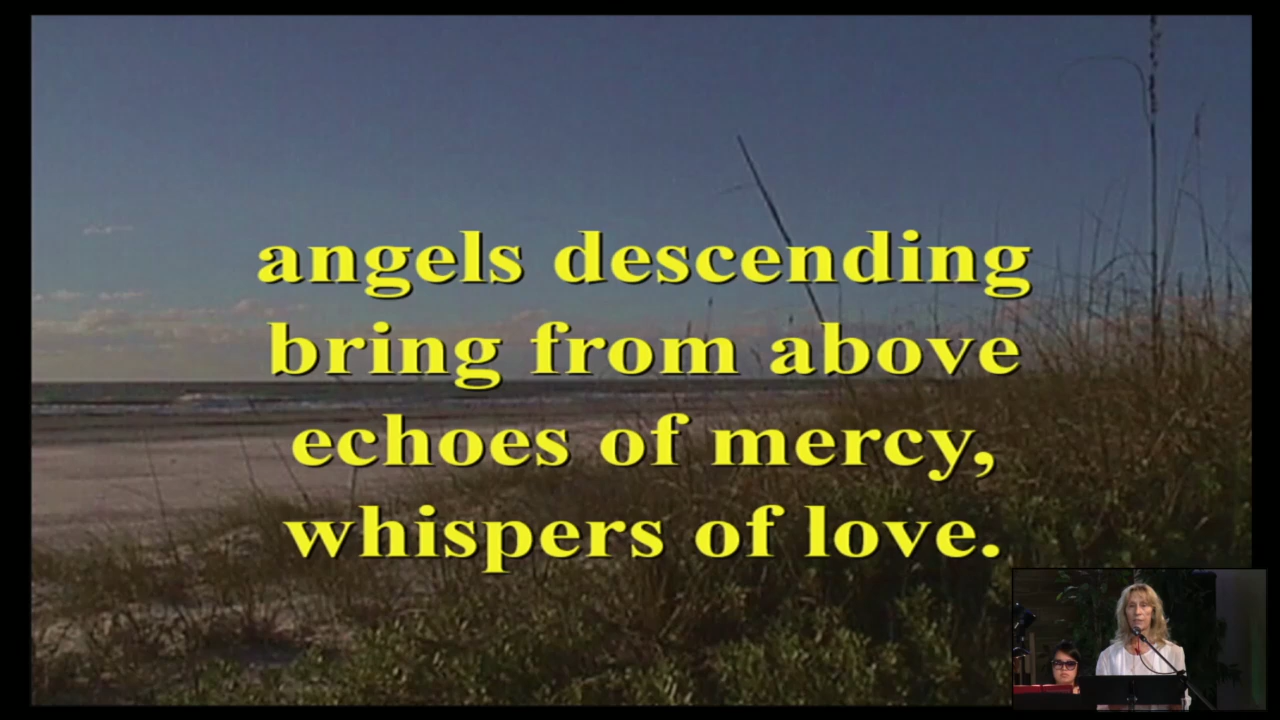 angels descending
bring from above
echoes of mercy,
whispers of love.